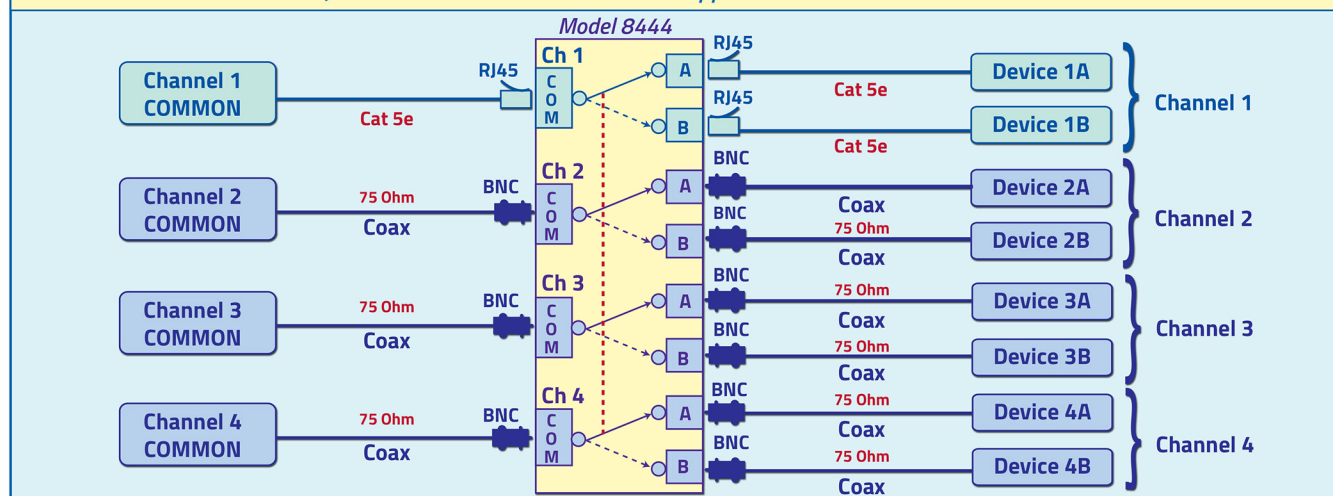 Model 8444
Ch 1
Channel 1
COMMON
RJ45
Cat 5e
C
O
M
A
B
RJ45
Cat 5e
RJ45
Cat 5e
Device 1A
Device 1B
Channel 1
Ch 2
Channel 2
COMMON
75 Ohm
Coax
BNC
C
O
M
A
B
BNC
Coax
BNC
75 Ohm
Coax
Device 2A
Device 2B
Channel 2
Ch 3
Channel 3
COMMON
75 Ohm
Coax
BNC
C
O
M
A
B
BNC
75 Ohm
Coax
BNC
75 Ohm
Coax
Device 3A
Device 3B
Channel 3
Ch 4
Channel 4
COMMON
75 Ohm
Coax
BNC
C
O
M
A
B
BNC
75 Ohm
Coax
BNC
75 Ohm
Coax
Device 4A
Device 4B
Channel 4